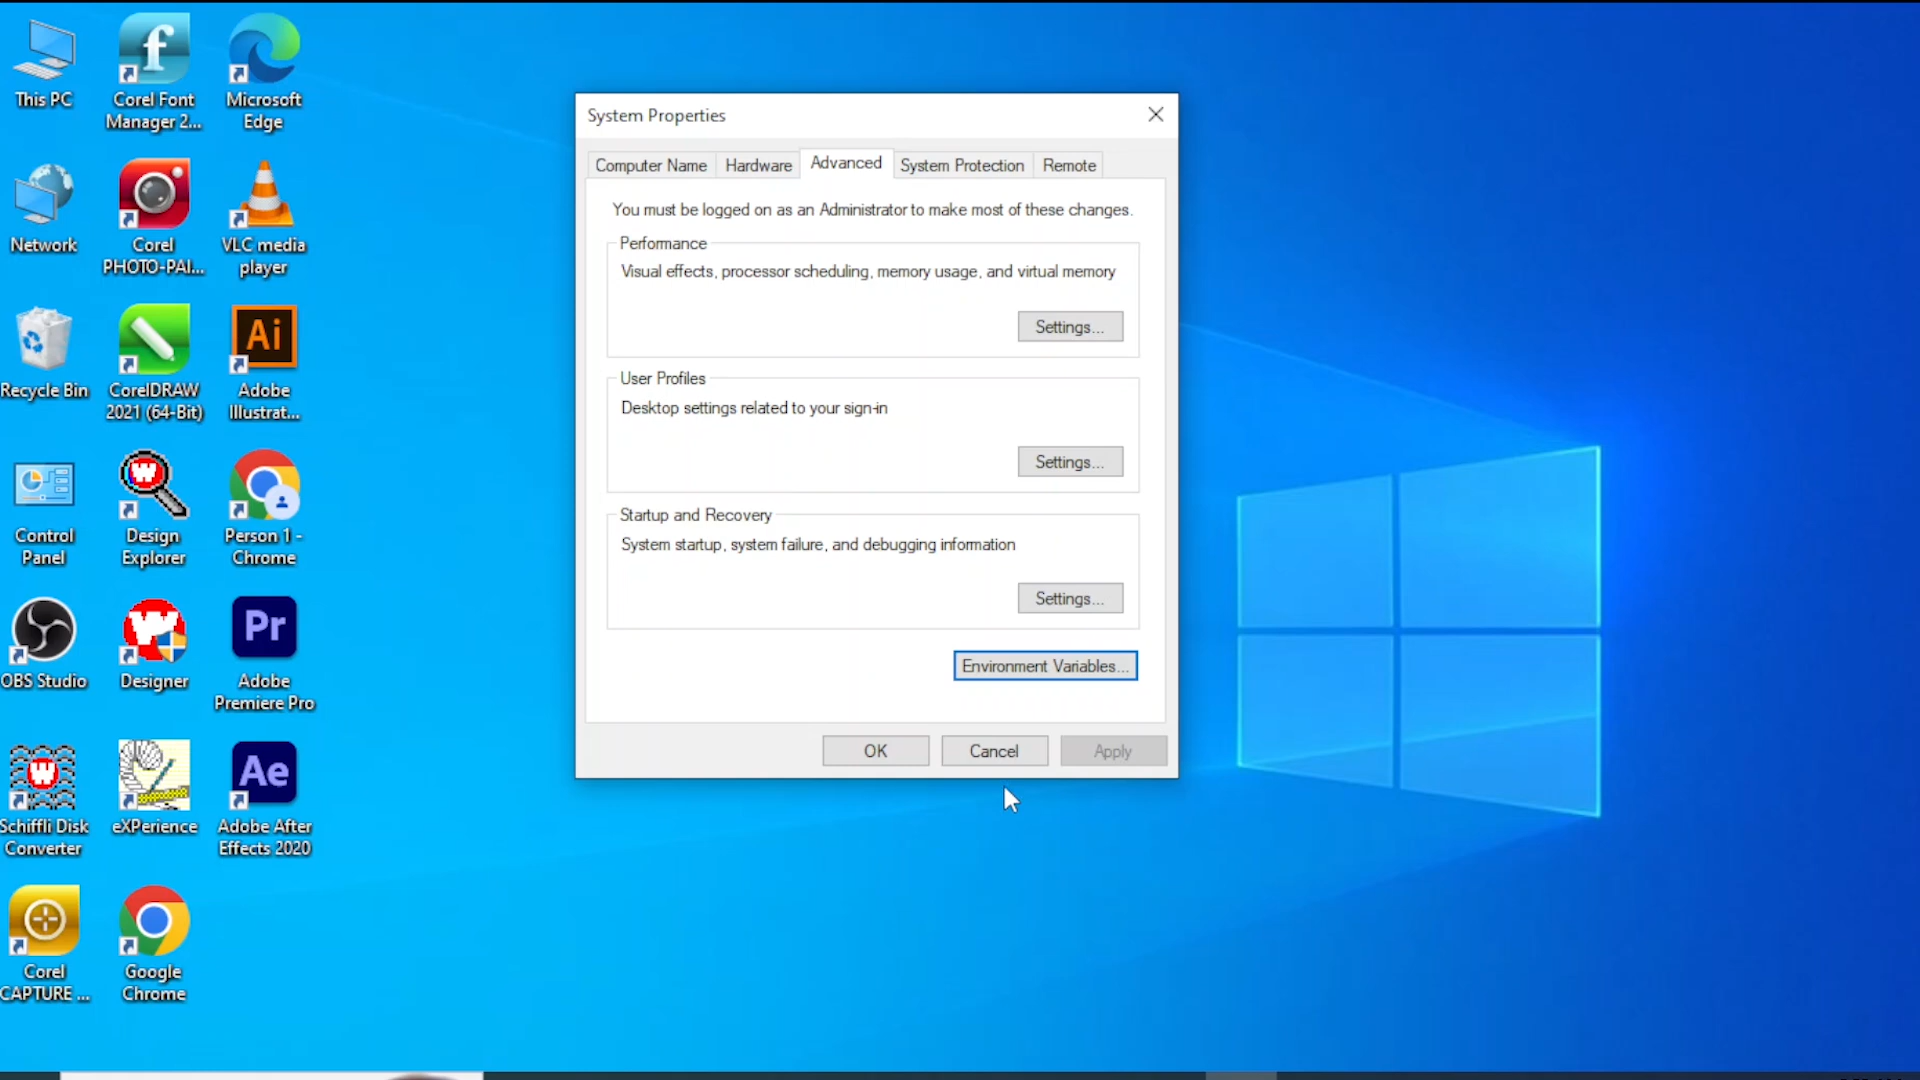 This PC
Corel Font
Manager 2...
Microsoft
Edge
Network
Corel
PHOTO-PAI...
VLC media
player
Recycle Bin
CorelDRAW
2021 (64-Bit)
Ai
Adobe
Illustrat...
Control
Panel
Design
Explorer
Person 1 -
Chrome
OBS Studio
Designer
Pr
Adobe
Premiere Pro
Schiffli Disk
Converter
eXPerience
Ae
Adobe After
Effects 2020
Corel
CAPTURE ...
Google
Chrome
System Properties
Computer Name
Hardware
Advanced
System Protection
Remote
You must be logged on as an Administrator to make most of these changes.
Performance
Visual effects, processor scheduling, memory usage, and virtual memory
Settings...
User Profiles
Desktop settings related to your sign-in
Settings...
Startup and Recovery
System startup, system failure, and debugging information
Settings...
Environment Variables...
OK
Cancel
Apply